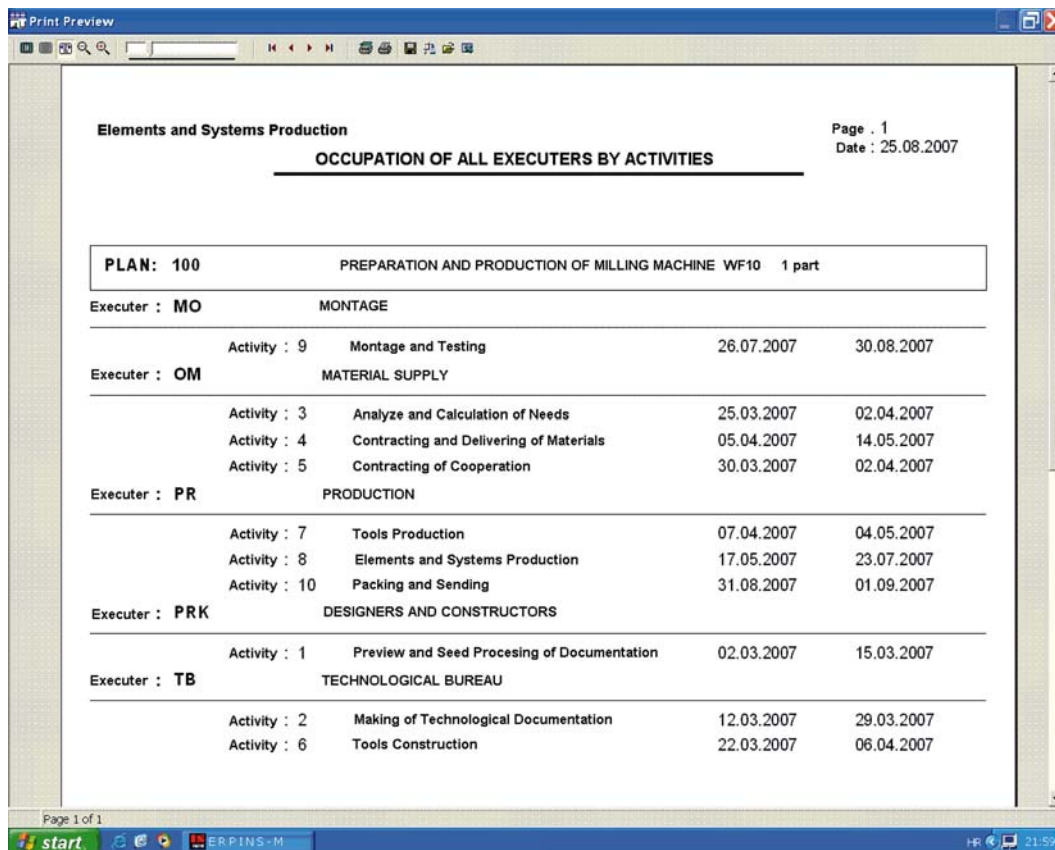 Print Preview
Elements and Systems Production
Page . 1
Date : 25.08.2007
OCCUPATION OF ALL EXECUTERS BY ACTIVITIES
PLAN: 100 PREPARATION AND PRODUCTION OF MILLING MACHINE WF10 1 part
Executer : MO MONTAGE
Activity : 9 Montage and Testing 26.07.2007 30.08.2007
Executer : OM MATERIAL SUPPLY
Activity : 3 Analyze and Calculation of Needs 25.03.2007 02.04.2007
Activity : 4 Contracting and Delivering of Materials 05.04.2007 14.05.2007
Activity : 5 Contracting of Cooperation 30.03.2007 02.04.2007
Executer : PR PRODUCTION
Activity : 7 Tools Production 07.04.2007 04.05.2007
Activity : 8 Elements and Systems Production 17.05.2007 23.07.2007
Activity : 10 Packing and Sending 31.08.2007 01.09.2007
Executer : PRK DESIGNERS AND CONSTRUCTORS
Activity : 1 Preview and Seed Procesing of Documentation 02.03.2007 15.03.2007
Executer : TB TECHNOLOGICAL BUREAU
Activity : 2 Making of Technological Documentation 12.03.2007 29.03.2007
Activity : 6 Tools Construction 22.03.2007 06.04.2007
Page 1 of 1
start ERPINS-M HR 21:59